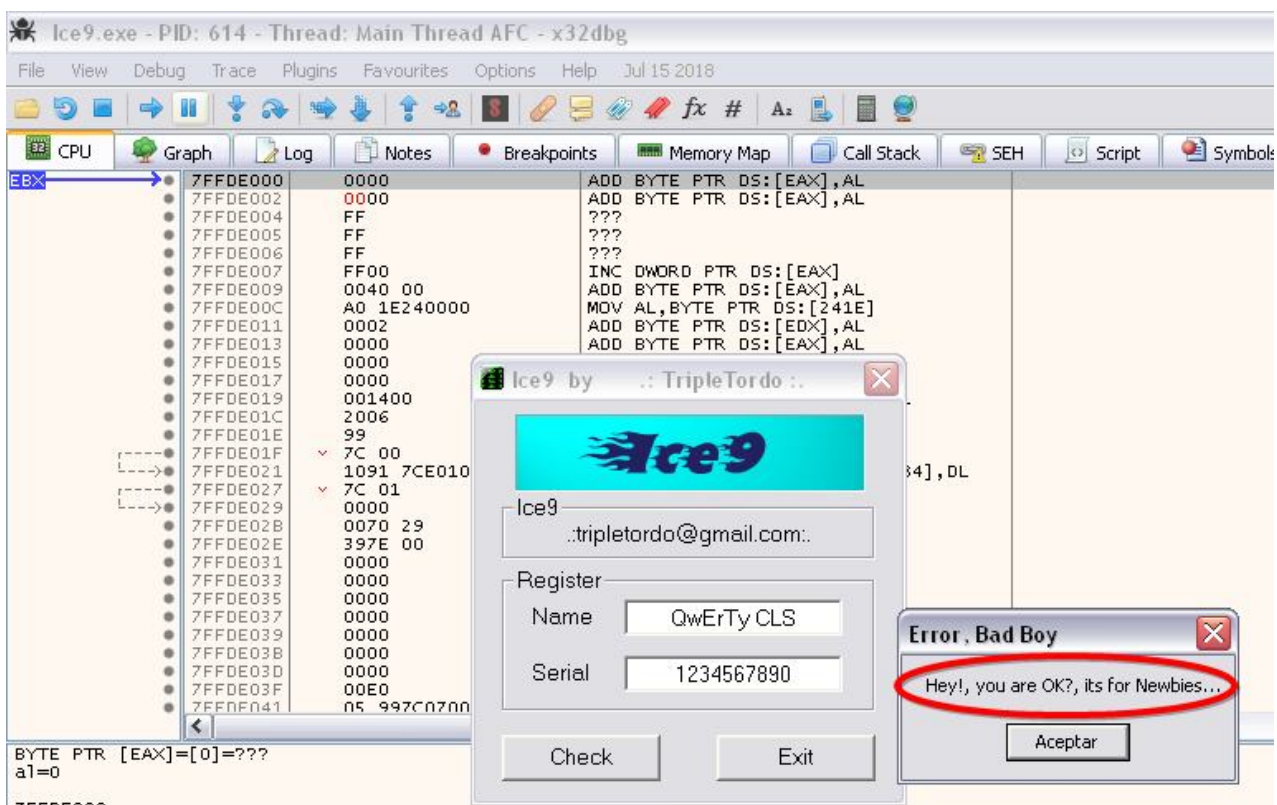 Ice9.exe - PID: 614 - Thread: Main Thread AFC - x32dbg
File View Debug Trace Plugins Favourites Options Help Jul 15 2018
fx # Az
32 CPU Graph Log Notes Breakpoints Memory Map Call Stack SEH Script Symbols
EBX 7FFDE000 0000 ADD BYTE PTR DS:[EAX],AL
7FFDE002 0000 ADD BYTE PTR DS:[EAX],AL
7FFDE004 FF ???
7FFDE005 FF ???
7FFDE006 FF ???
7FFDE007 FF00 INC DWORD PTR DS:[EAX]
7FFDE009 0040 00 ADD BYTE PTR DS:[EAX],AL
7FFDE00C A0 1E240000 MOV AL,BYTE PTR DS:[241E]
7FFDE011 0002 ADD BYTE PTR DS:[EDX],AL
7FFDE013 0000 ADD BYTE PTR DS:[EAX],AL
7FFDE015 0000
7FFDE017 0000
7FFDE019 001400
7FFDE01C 2006
7FFDE01E 99
7FFDE01F 7C 00
7FFDE021 1091 7CE010 34],DL
7FFDE027 7C 01
7FFDE029 0000
7FFDE02B 0070 29
7FFDE02E 397E 00
7FFDE031 0000
7FFDE033 0000
7FFDE035 0000
7FFDE037 0000
7FFDE039 0000
7FFDE03B 0000
7FFDE03D 0000
7FFDE03F 00E0
7FFDE041 05 997C0700
BYTE PTR [EAX]=[0]=???
al=0
Ice9 by .: TripleTordo :.
Ice9
Ice9
.:tripletordo@gmail.com:.
Register
Name QwErTy CLS
Serial 1234567890
Check Exit
Error , Bad Boy
Hey!, you are OK?, its for Newbies...
Aceptar